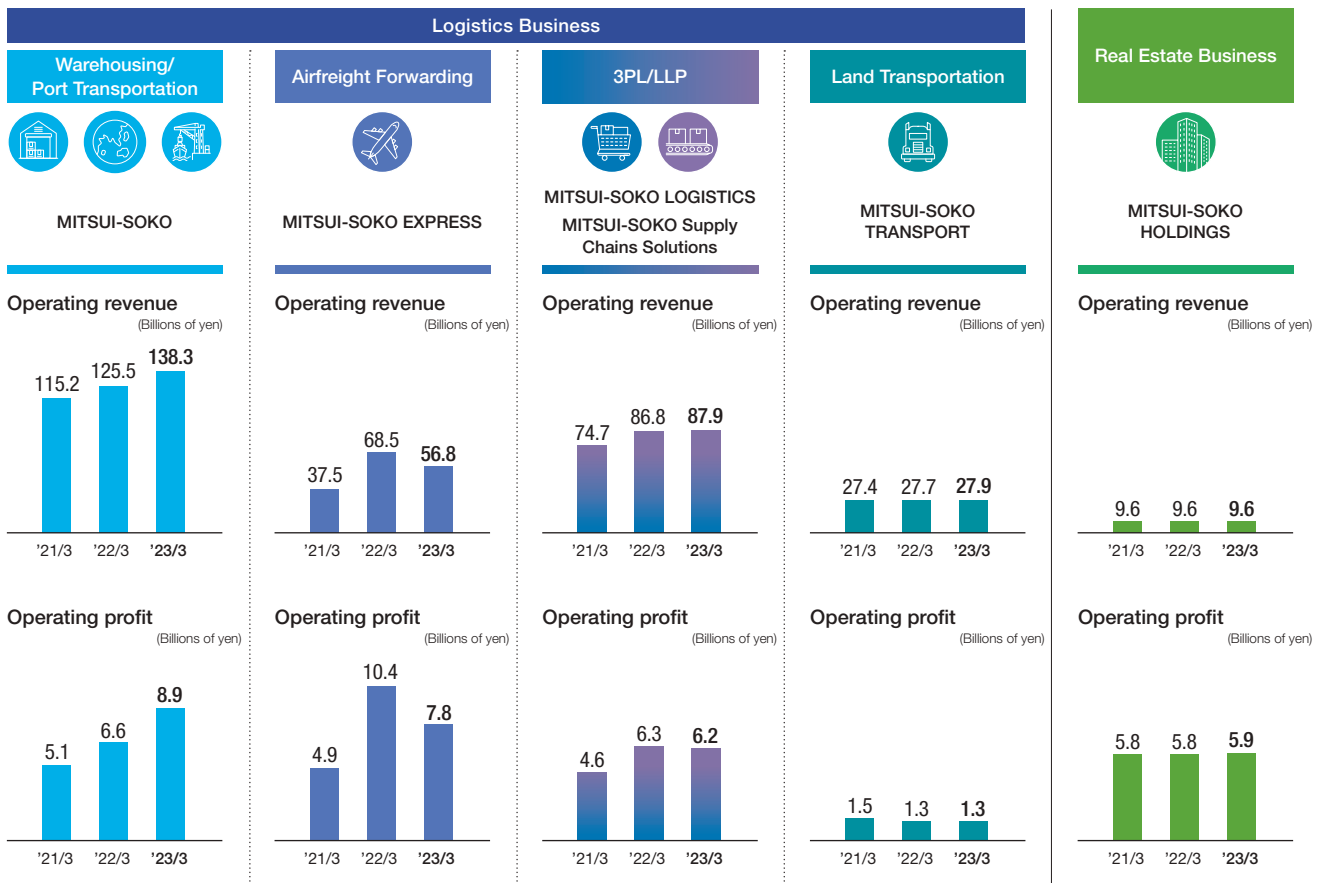 Logistics Business
Warehousing/
Port Transportation
MITSUI-SOKO
Operating revenue
(Billions of yen)
115.2
125.5
138.3
’21/3
’22/3
’23/3
Operating profit
(Billions of yen)
5.1
6.6
8.9
’21/3
’22/3
’23/3
Airfreight Forwarding
MITSUI-SOKO EXPRESS
Operating revenue
(Billions of yen)
37.5
68.5
56.8
’21/3
’22/3
’23/3
Operating profit
(Billions of yen)
4.9
10.4
7.8
’21/3
’22/3
’23/3
3PL/LLP
MITSUI-SOKO LOGISTICS
MITSUI-SOKO Supply
Chains Solutions
Operating revenue
(Billions of yen)
74.7
86.8
87.9
’21/3
’22/3
’23/3
Operating profit
(Billions of yen)
4.6
6.3
6.2
’21/3
’22/3
’23/3
Land Transportation
MITSUI-SOKO
TRANSPORT
Operating revenue
(Billions of yen)
27.4
27.7
27.9
’21/3
’22/3
’23/3
Operating profit
(Billions of yen)
1.5
1.3
1.3
’21/3
’22/3
’23/3
Real Estate Business
MITSUI-SOKO
HOLDINGS
Operating revenue
(Billions of yen)
9.6
9.6
9.6
’21/3
’22/3
’23/3
Operating profit
(Billions of yen)
5.8
5.8
5.9
’21/3
’22/3
’23/3